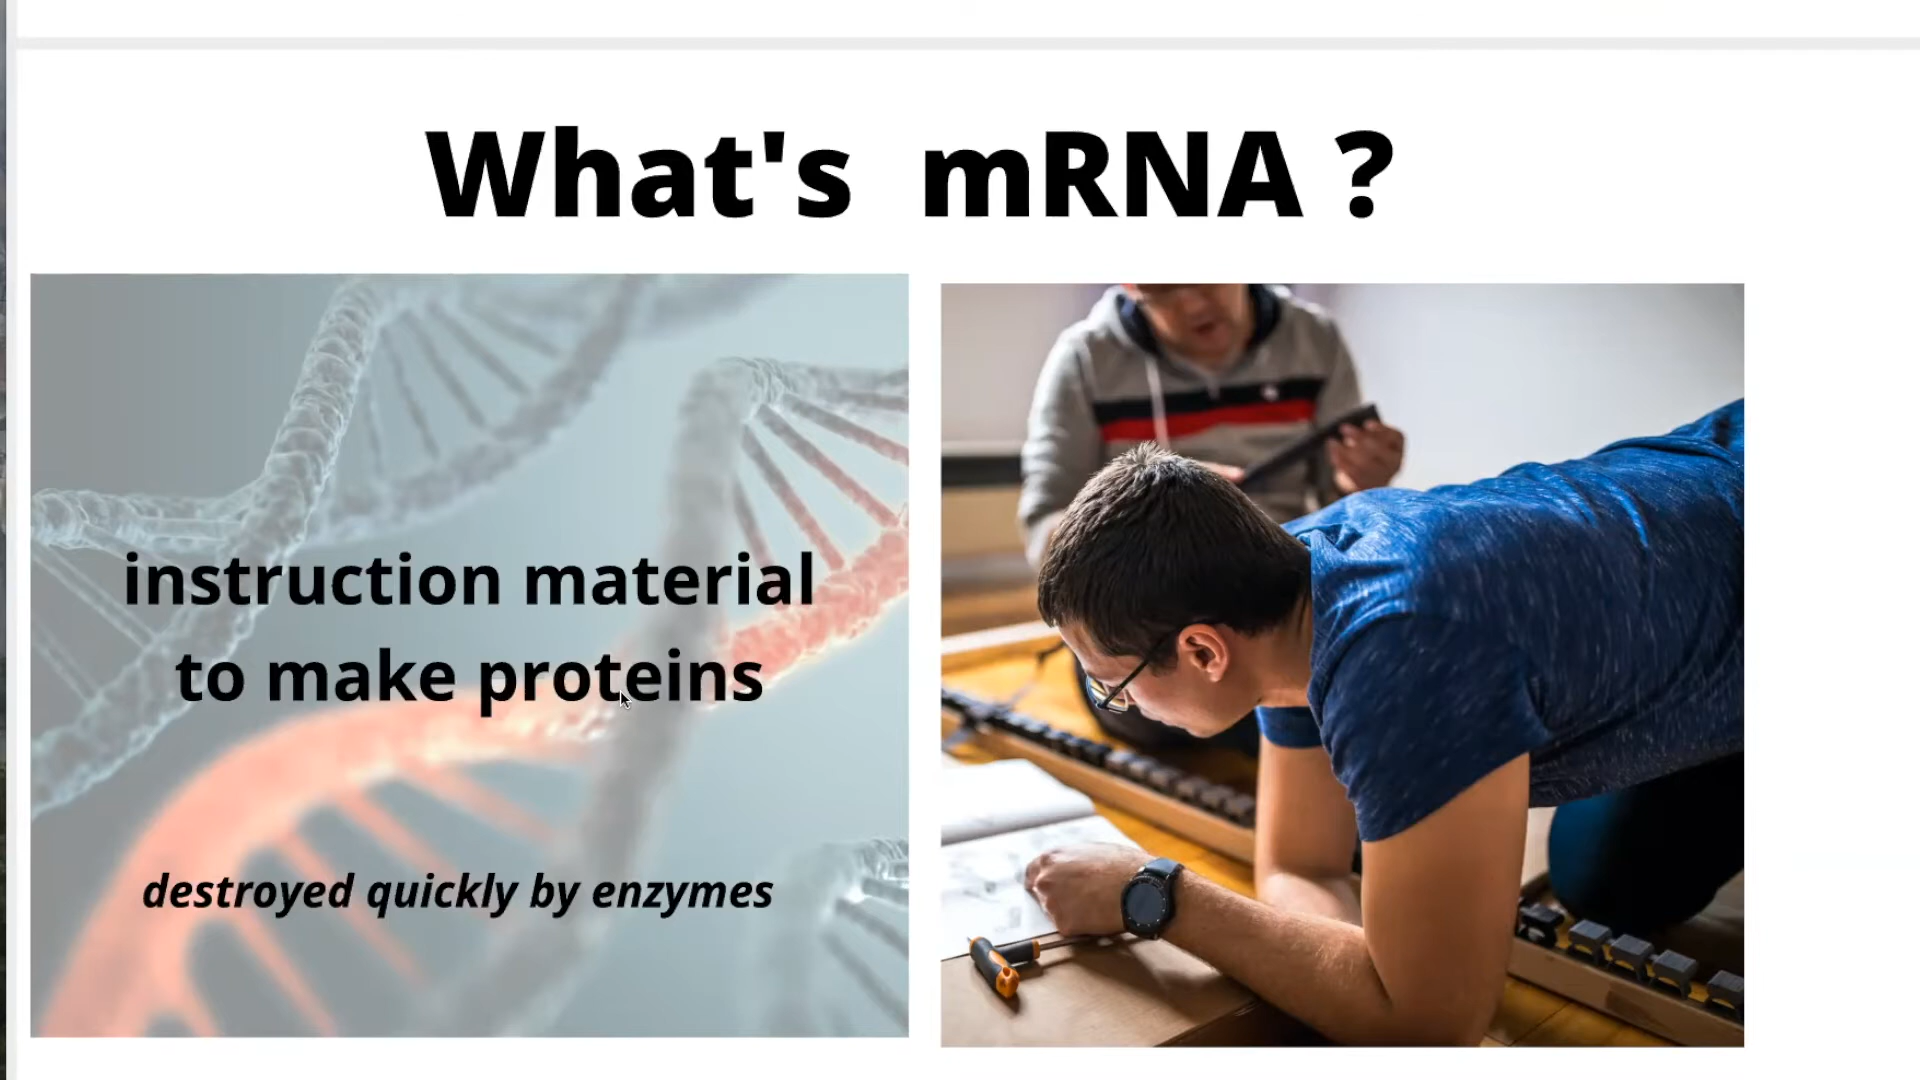 What's mRNA ?
instruction material
to make proteins
destroyed quickly by enzymes